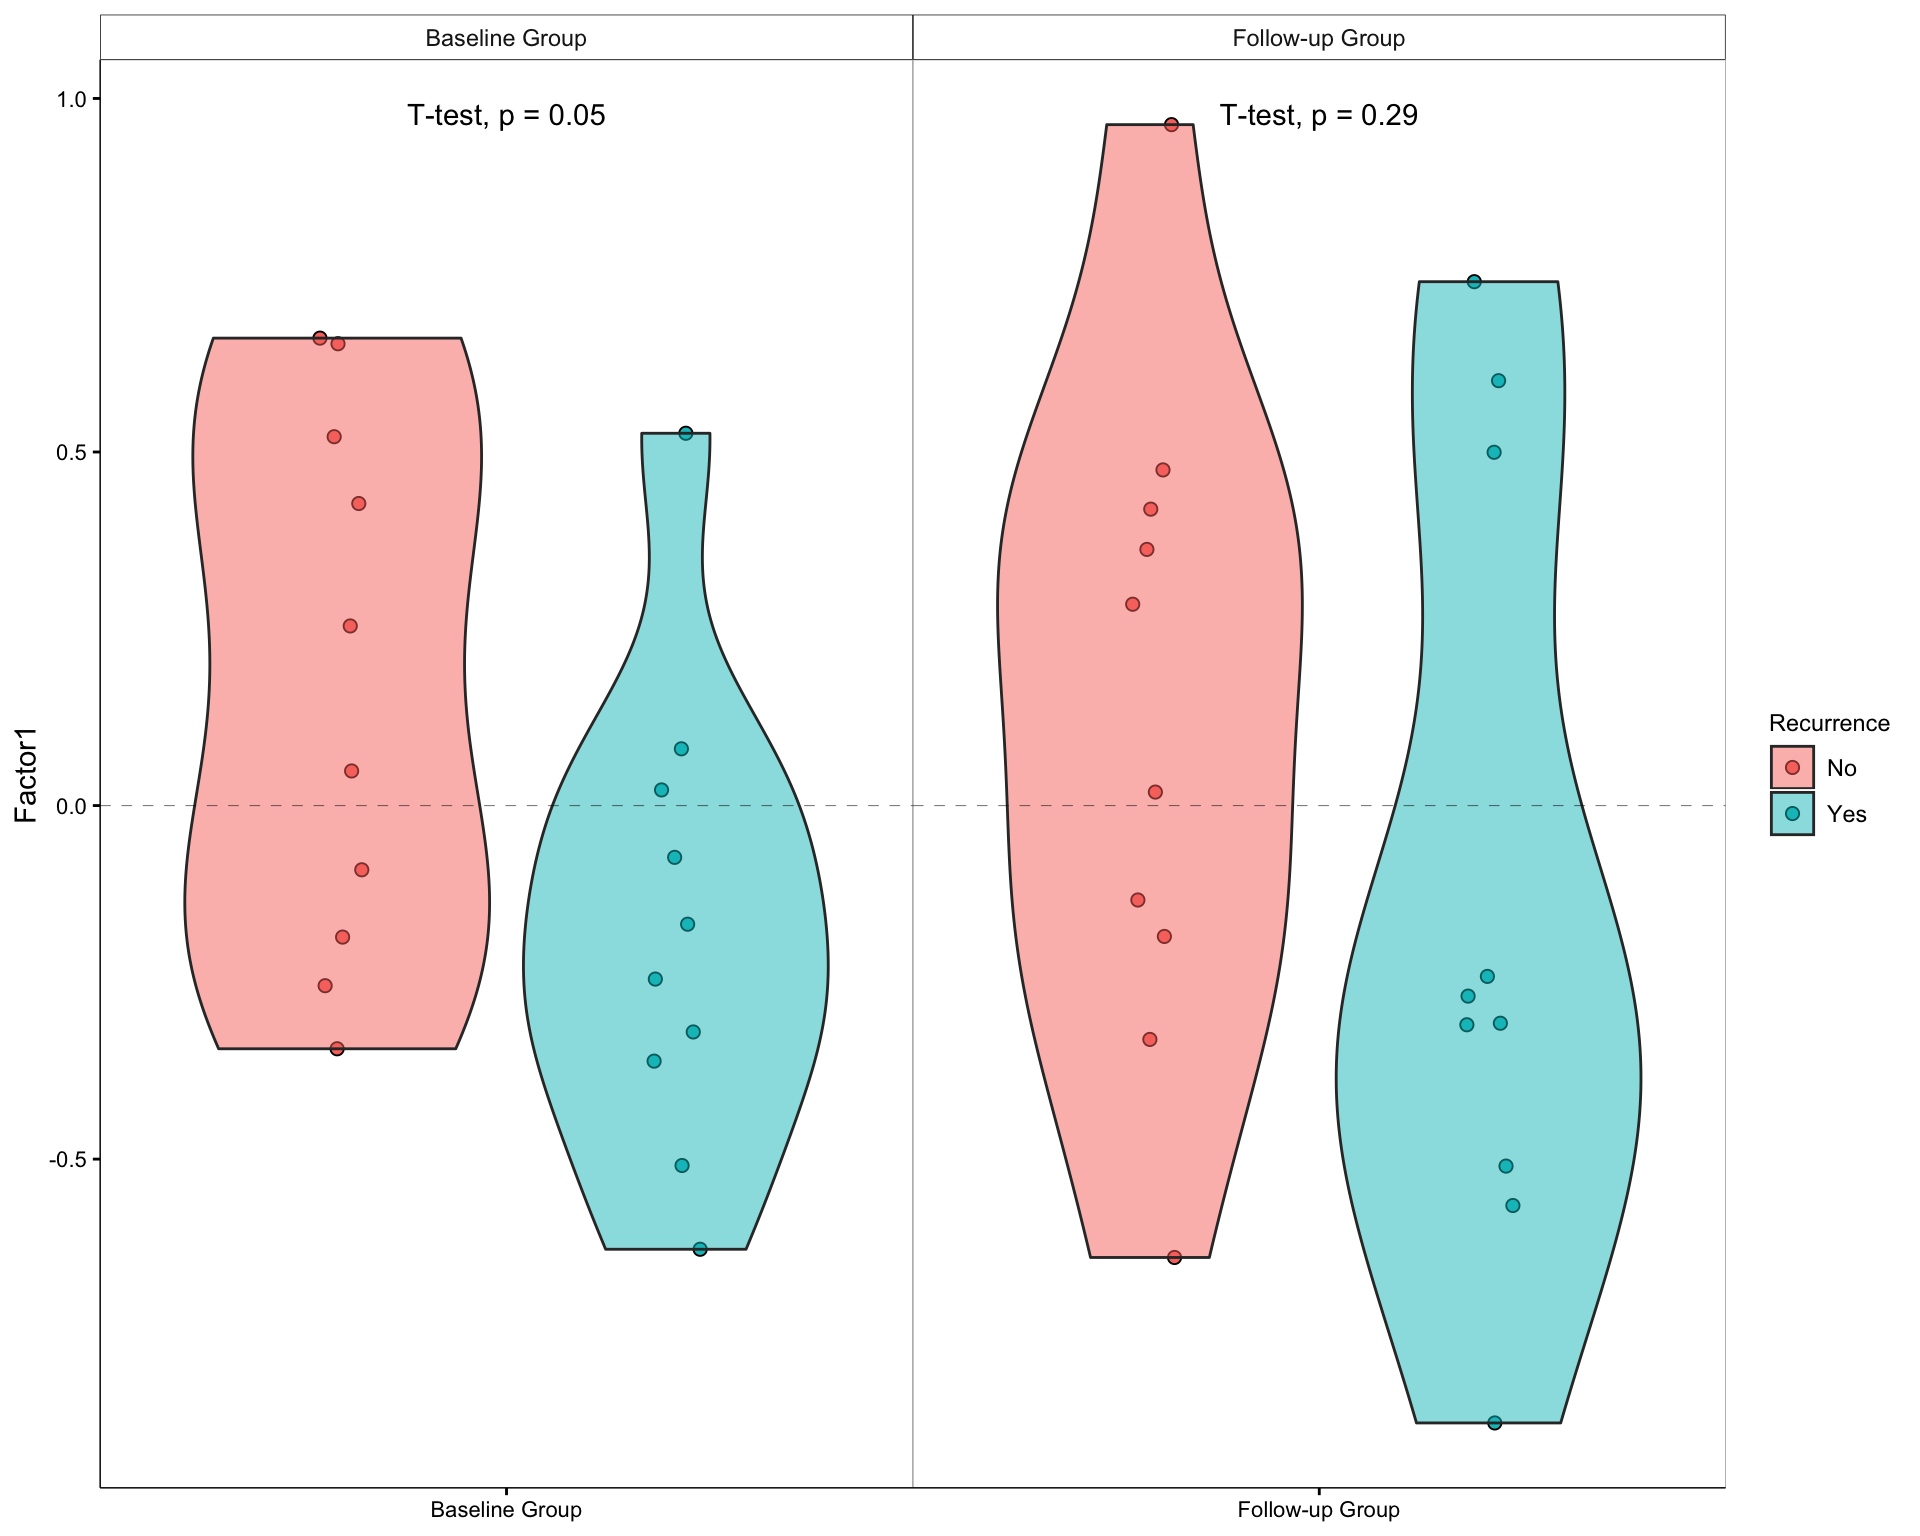 Baseline Group
Follow-up Group
T-test, p = 0.05
T-test, p = 0.29
1.0
0.5
0.0
-0.5
Factor1
Baseline Group
Follow-up Group
Recurrence
No
Yes